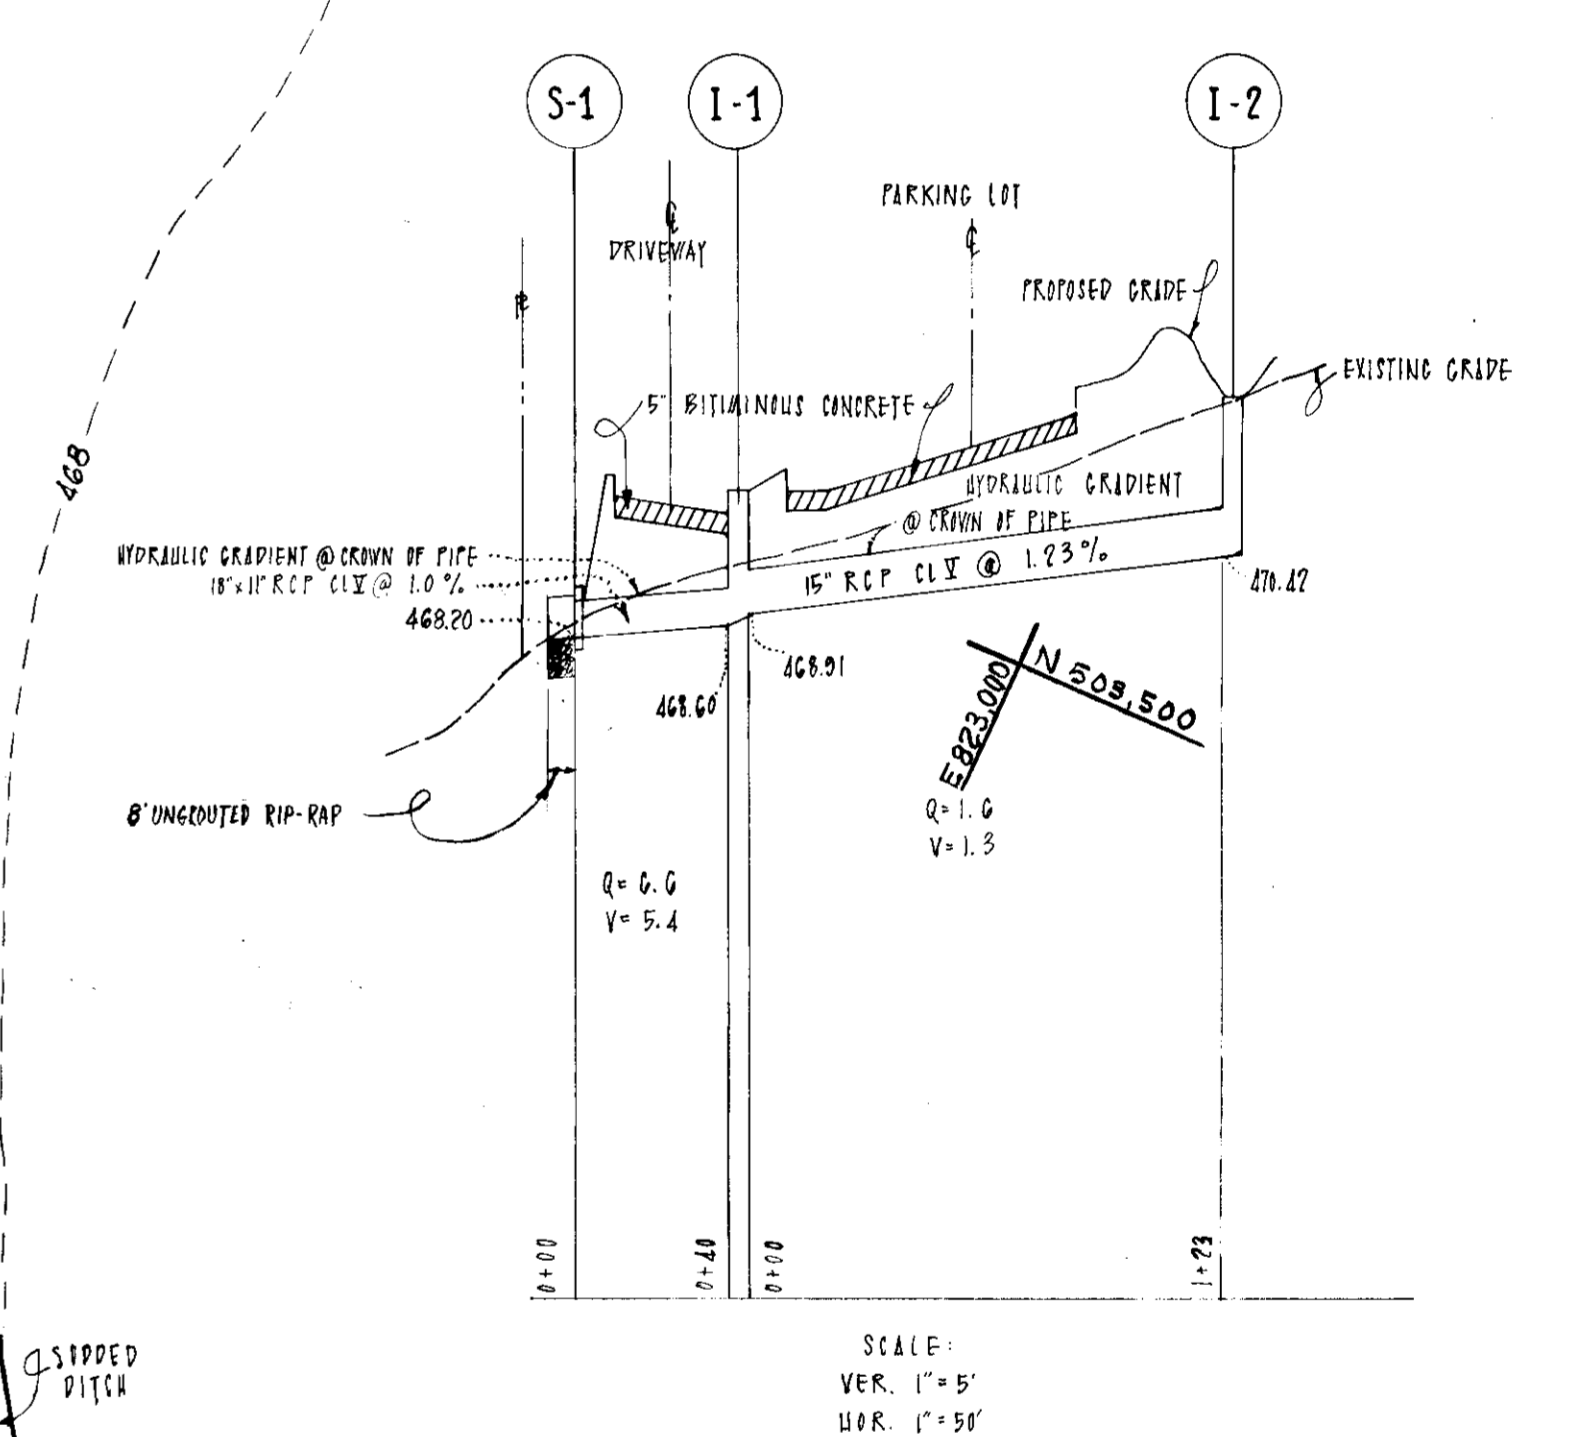 S-1
I-1
I-2
PARKING LOT
℄
℄
DRIVEWAY
PROPOSED GRADE
℄
EXISTING GRADE
5" BITIMINOUS CONCRETE
468
HYDRAULIC GRADIENT
@ CROWN OF PIPE
HYDRAULIC GRADIENT @ CROWN OF PIPE
18"x11" RCP CL V @ 1.0 %
15" RCP CL V @ 1.23%
470.42
468.20
468.91
468.60
N 503,500
E 823,000
8' UNGROUTED RIP-RAP
Q= 1.6
V= 1.3
Q= 6.6
V= 5.4
0+00
0+40
0+00
1+23
SODDED
DITCH
SCALE:
VER. 1"= 5'
HOR. 1"= 50'